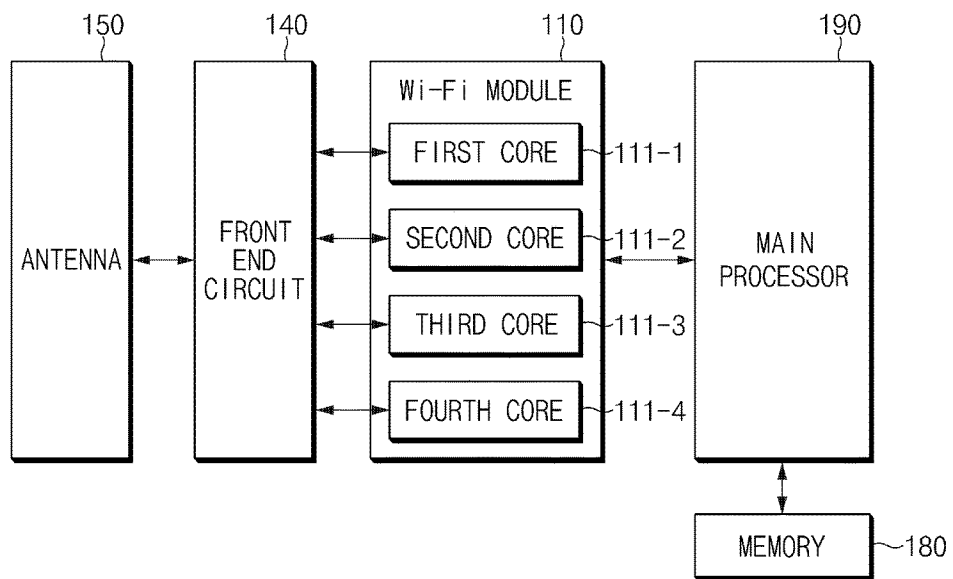 150
140
110
190
Wi-Fi MODULE
FIRST CORE
111-1
SECOND CORE
111-2
THIRD CORE
111-3
FOURTH CORE
111-4
ANTENNA
FRONT
END
CIRCUIT
MAIN
PROCESSOR
MEMORY
180